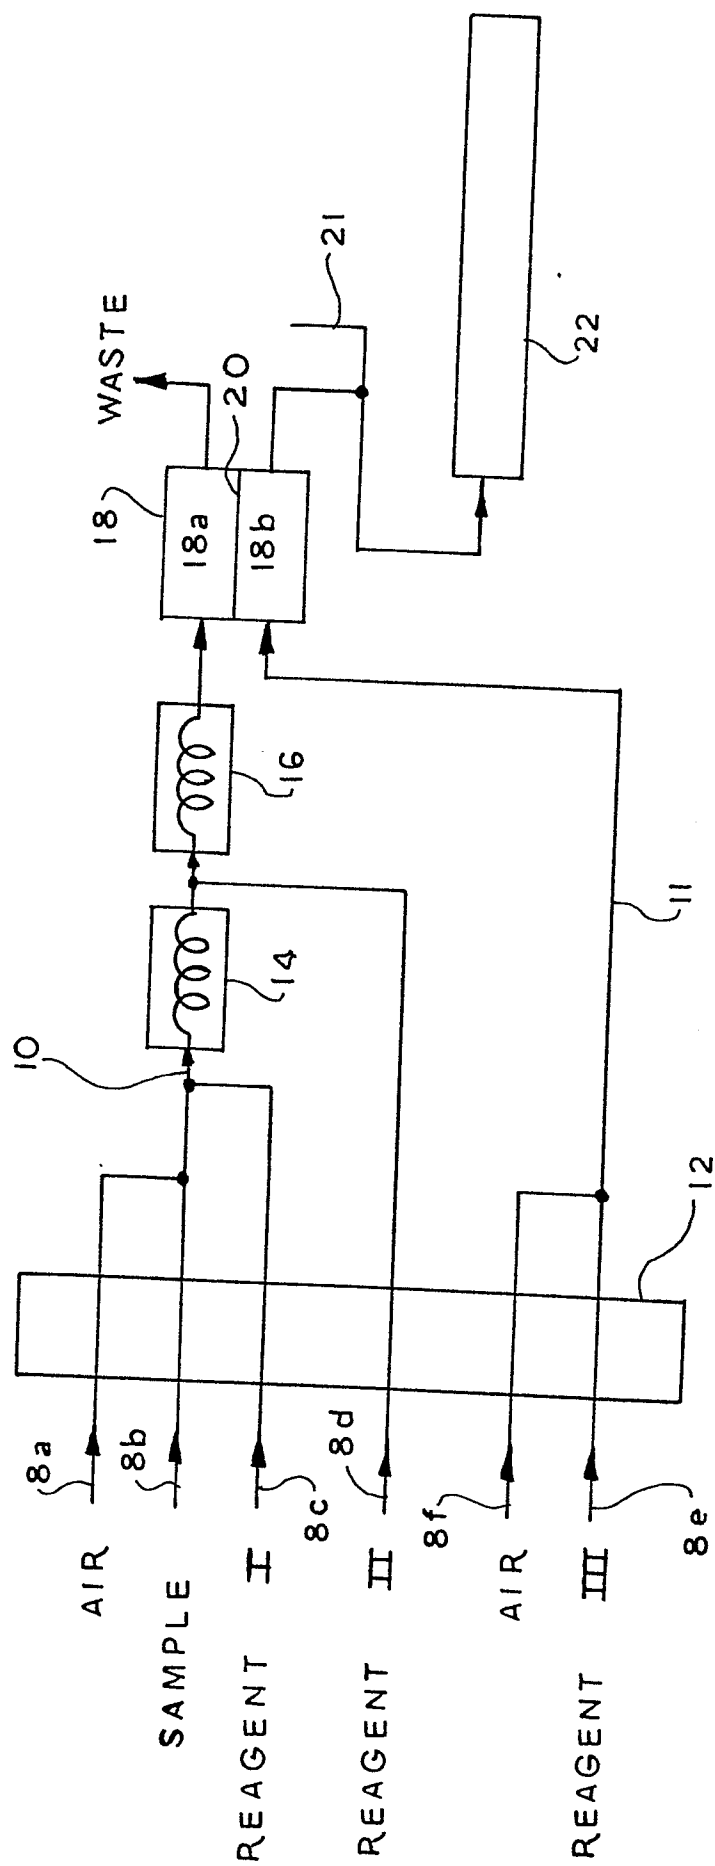 AIR
8a
SAMPLE
8b
REAGENT I
8c
REAGENT II
8d
AIR
8f
REAGENT III
8e
12
10
14
16
11
18
18a
18b
20
WASTE
21
22